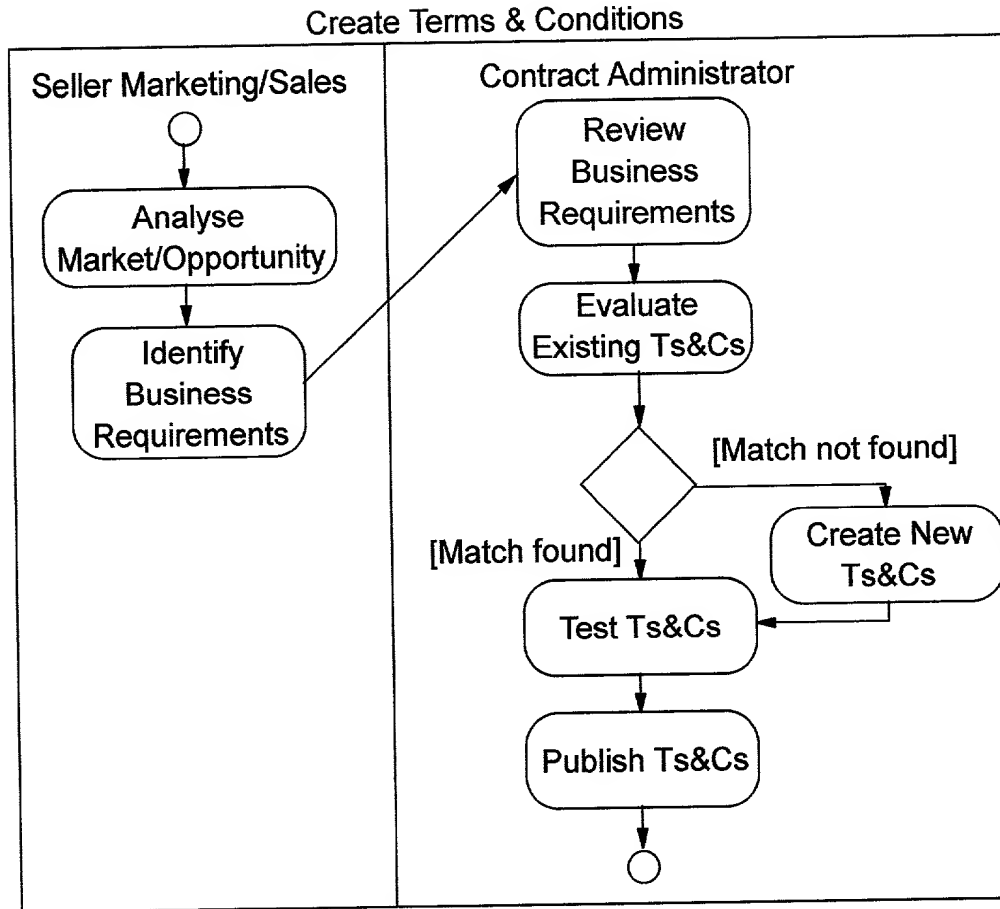 Create Terms & Conditions
Seller Marketing/Sales
Analyse
Market/Opportunity
Identify
Business
Requirements
Contract Administrator
Review
Business
Requirements
Evaluate
Existing Ts&Cs
[Match not found]
[Match found]
Create New
Ts&Cs
Test Ts&Cs
Publish Ts&Cs